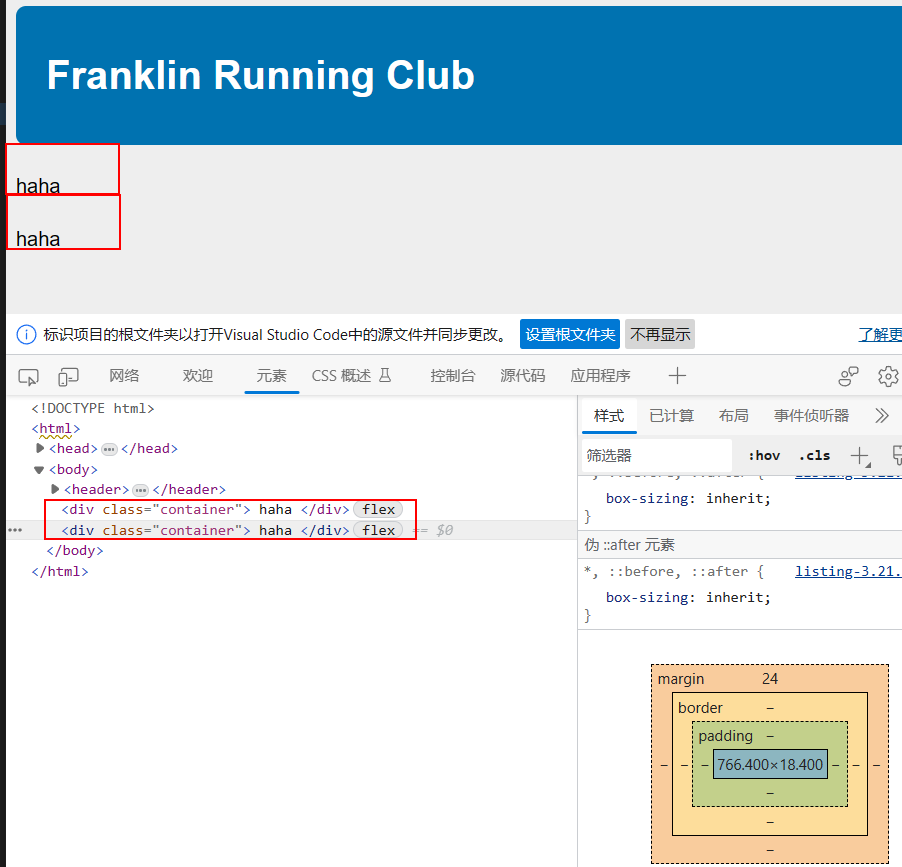 Franklin Running Club
haha
haha
标识项目的根文件夹以打开Visual Studio Code中的源文件并同步更改。 设置根文件夹 不再显示 了解更
网络 欢迎 元素 CSS 概述 控制台 源代码 应用程序
<!DOCTYPE html>
<html>
<head> … </head>
<body>
<header> … </header>
<div class="container"> haha </div> flex
<div class="container"> haha </div> flex == $0
</body>
</html>
样式 已计算 布局 事件侦听器
筛选器 :hov .cls
box-sizing: inherit;
}
伪 ::after 元素
*, ::before, ::after { listing-3.21.
box-sizing: inherit;
}
margin 24
border –
padding –
– – – 766.400×18.400 – – –
–
–
–